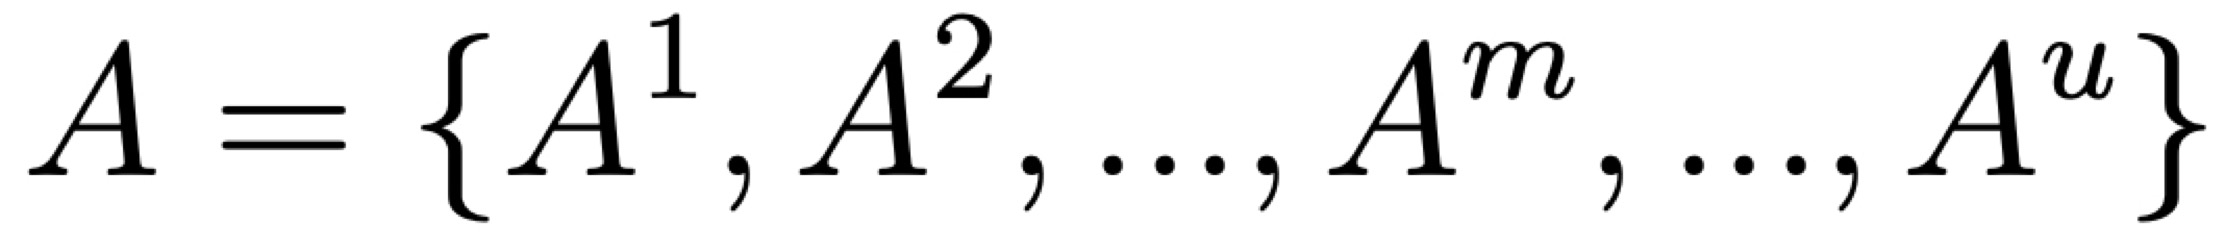 A = {A^1, A^2, ..., A^m, ..., A^u}